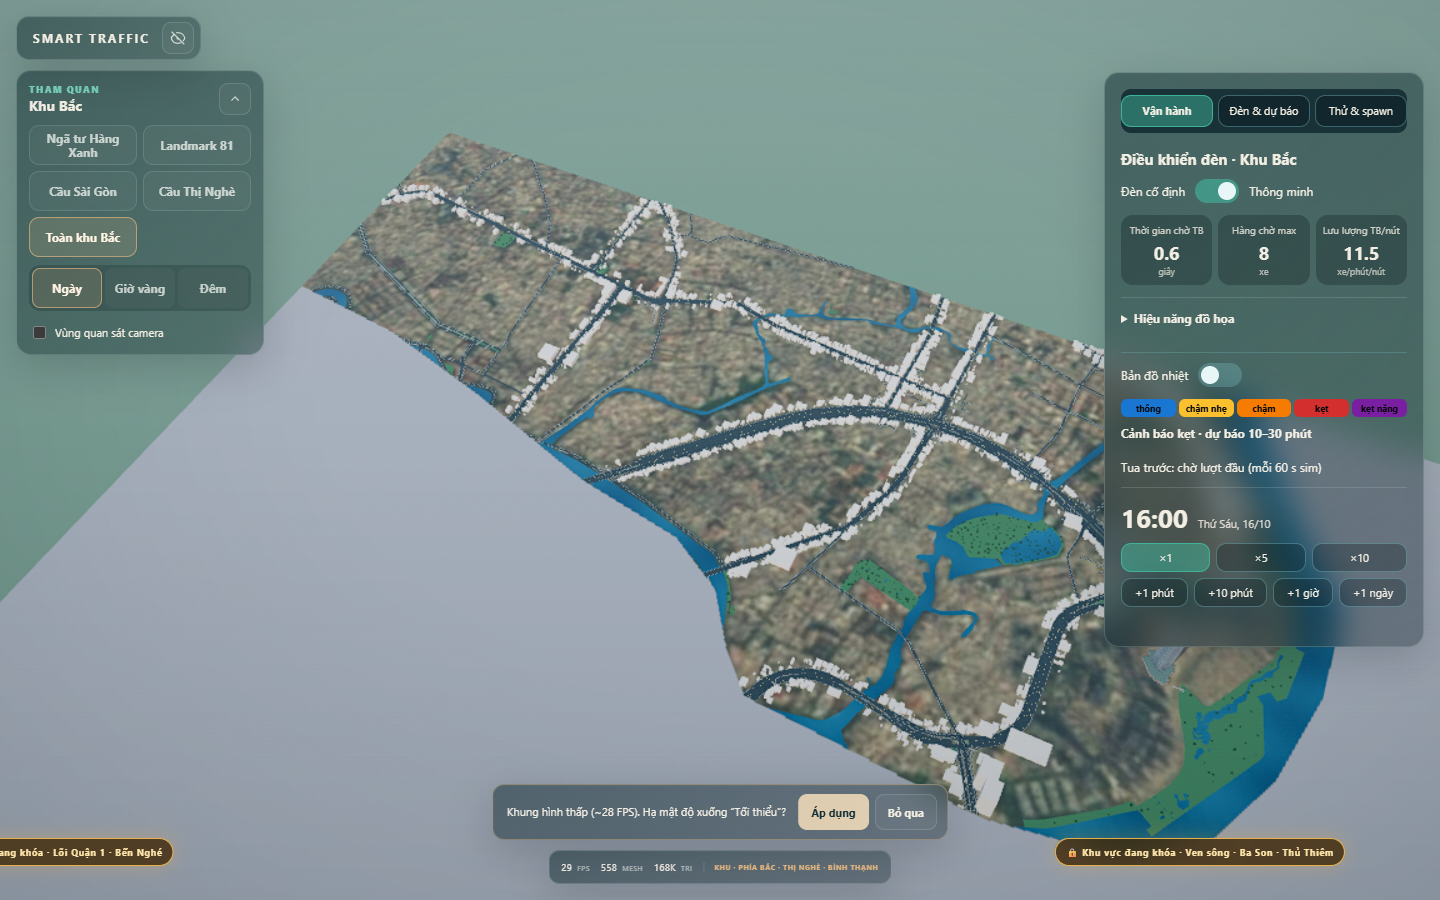 SMART TRAFFIC
THAM QUAN
Khu Bắc
Ngã tư Hàng
Xanh
Landmark 81
Cầu Sài Gòn
Cầu Thị Nghè
Toàn khu Bắc
Ngày
Giờ vàng
Đêm
Vùng quan sát camera
Vận hành
Đèn & dự báo
Thử & spawn
Điều khiển đèn · Khu Bắc
Đèn cố định
Thông minh
Thời gian chờ TB
0.6
giây
Hàng chờ max
8
xe
Lưu lượng TB/nút
11.5
xe/phút/nút
Hiệu năng đồ họa
Bản đồ nhiệt
thông
chậm nhẹ
chậm
kẹt
kẹt nặng
Cảnh báo kẹt · dự báo 10–30 phút
Tua trước: chờ lượt đầu (mỗi 60 s sim)
16:00 Thứ Sáu, 16/10
×1
×5
×10
+1 phút
+10 phút
+1 giờ
+1 ngày
Khung hình thấp (~28 FPS). Hạ mật độ xuống “Tối thiểu”?
Áp dụng
Bỏ qua
ang khóa · Lõi Quận 1 · Bến Nghé
Khu vực đang khóa · Ven sông · Ba Son · Thủ Thiêm
29 FPS 558 MESH 168K TRI KHU · PHÍA BẮC · THỊ NGHÈ · BÌNH THẠNH